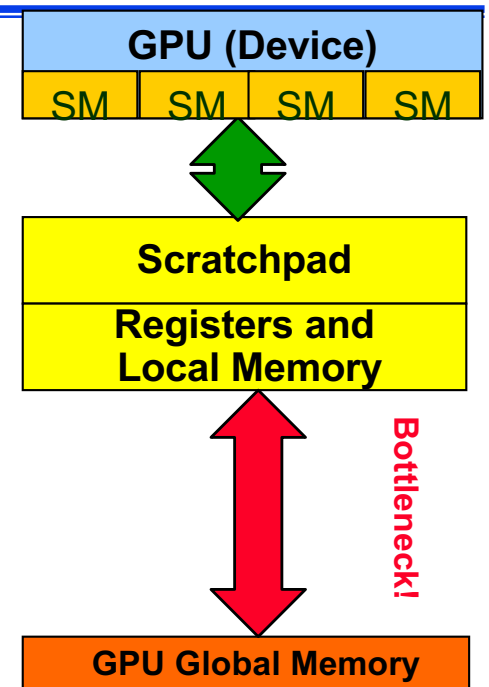 GPU (Device)
SM SM SM SM
Scratchpad
Registers and
Local Memory
Bottleneck!
GPU Global Memory